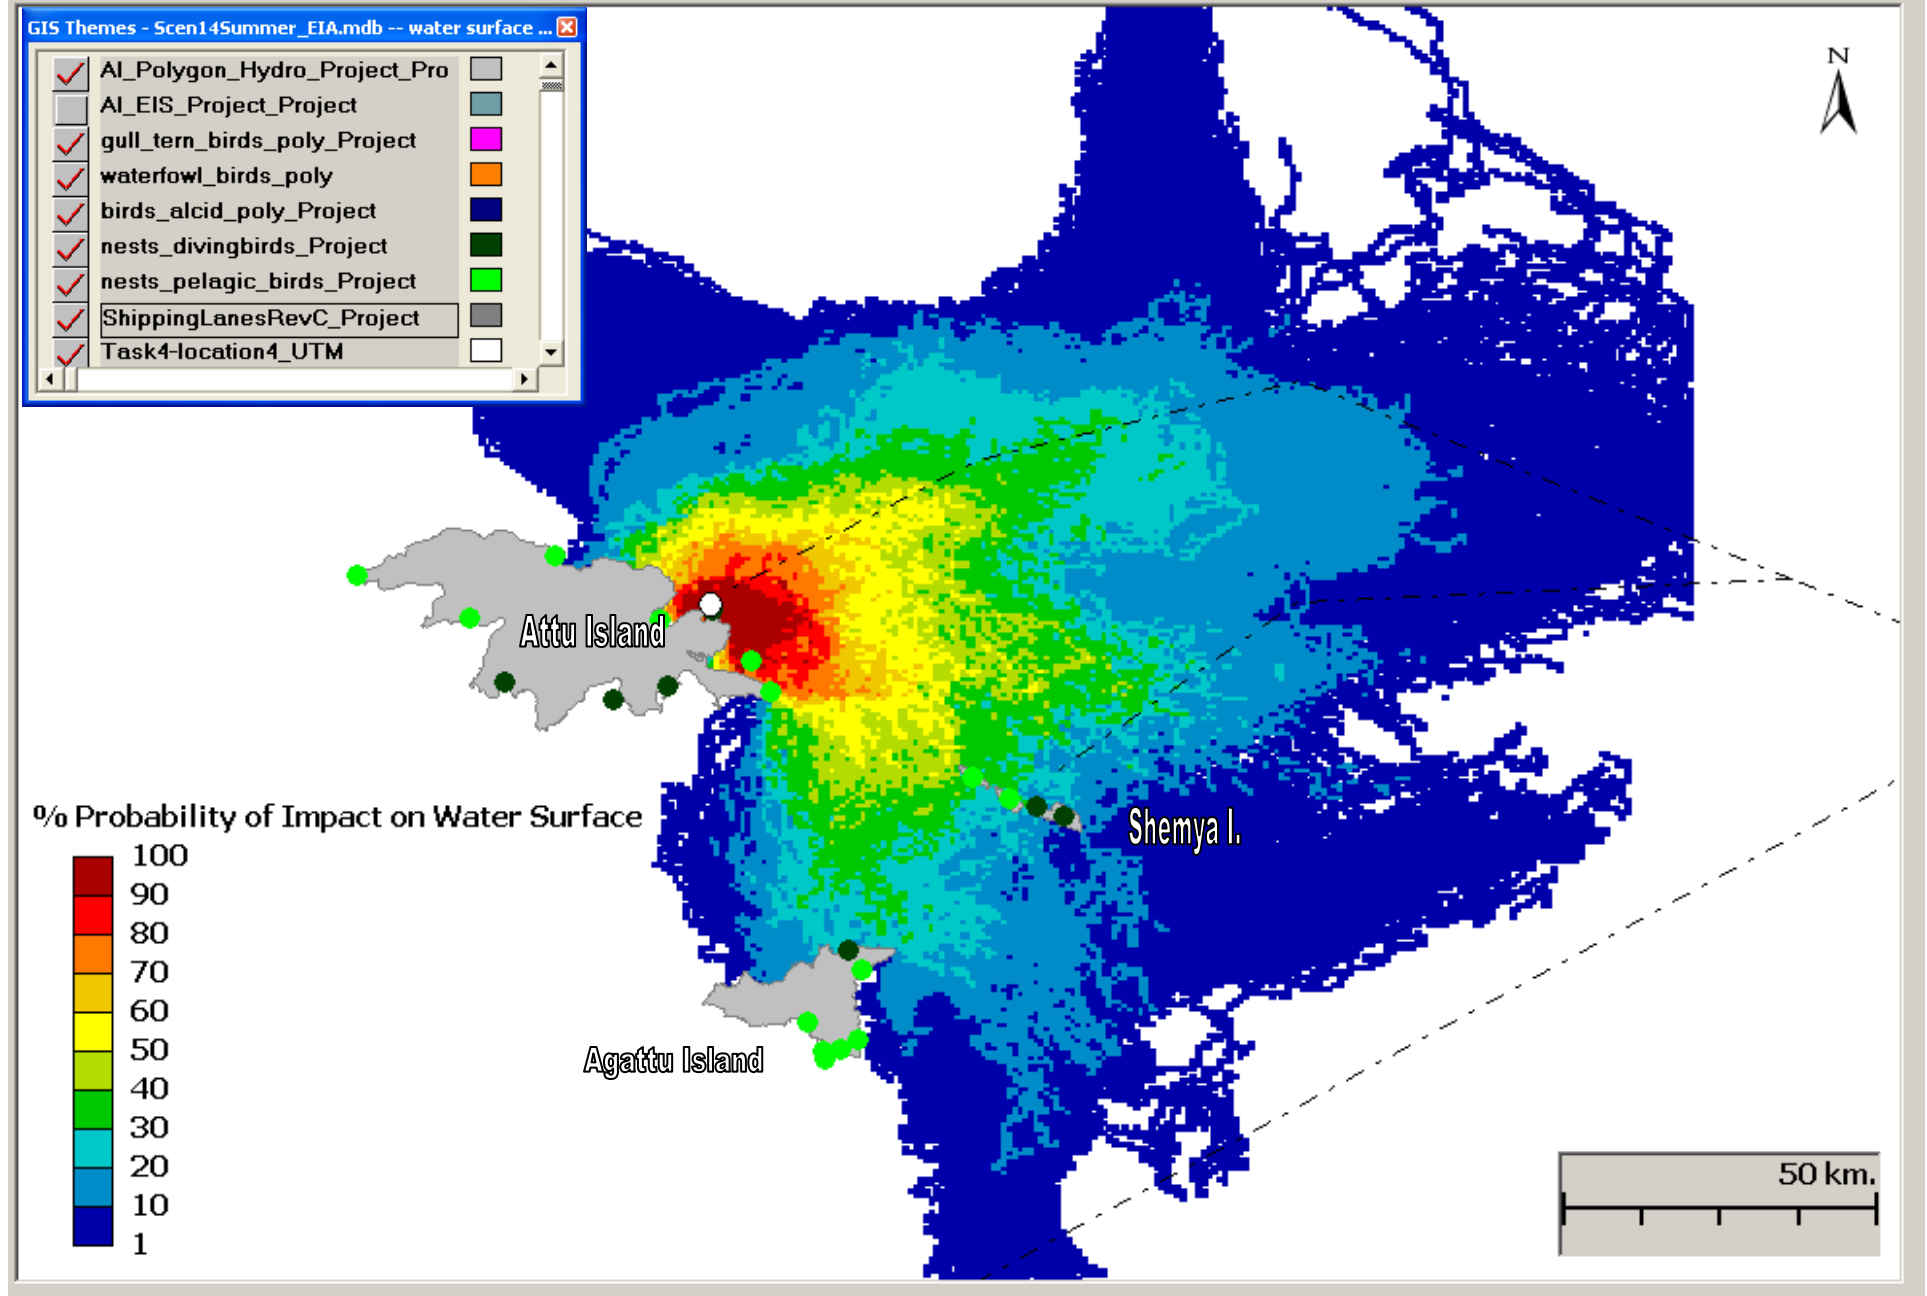 GIS Themes - Scen14Summer_EIA.mdb -- water surface ...
AI_Polygon_Hydro_Project_Pro
AI_EIS_Project_Project
gull_tern_birds_poly_Project
waterfowl_birds_poly
birds_alcid_poly_Project
nests_divingbirds_Project
nests_pelagic_birds_Project
ShippingLanesRevC_Project
Task4-location4_UTM
N
Attu Island
Shemya I.
Agattu Island
% Probability of Impact on Water Surface
100
90
80
70
60
50
40
30
20
10
1
50 km.